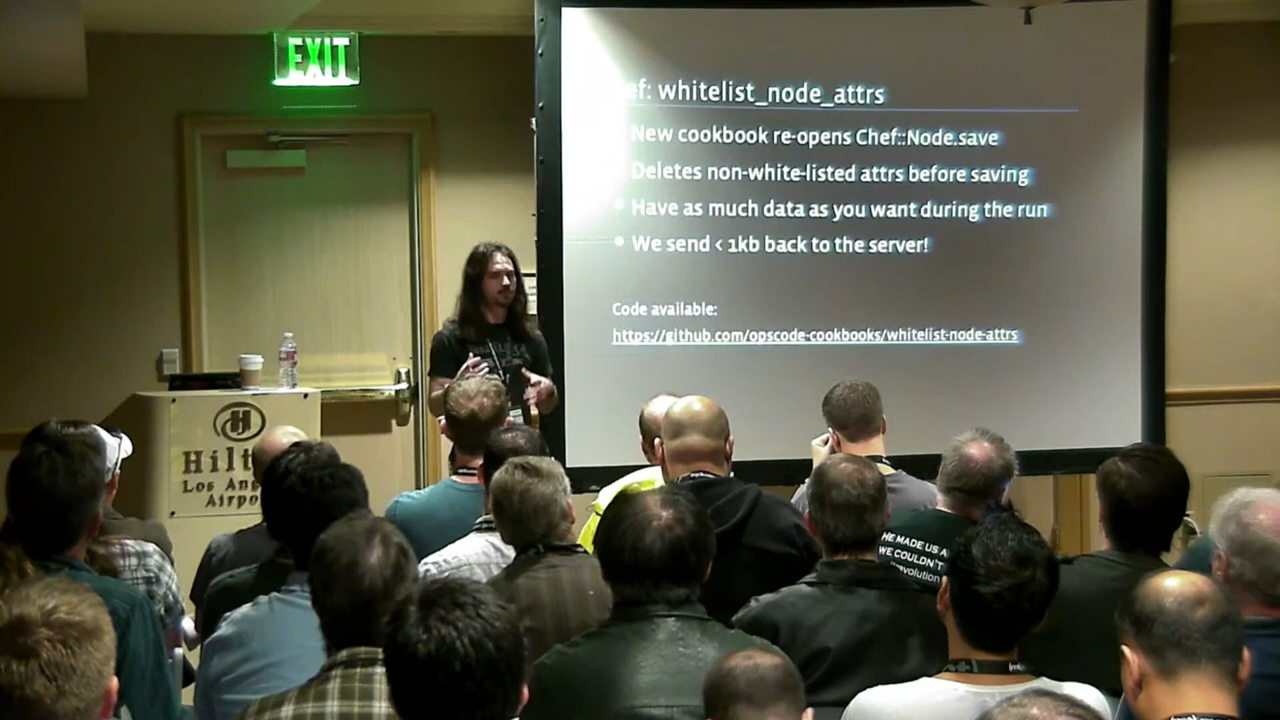 EXIT
ef: whitelist_node_attrs
New cookbook re-opens Chef::Node.save
Deletes non-white-listed attrs before saving
• Have as much data as you want during the run
• We send < 1kb back to the server!
Code available:
https://github.com/opscode-cookbooks/whitelist-node-attrs
H
Hilt
Los Ang
Airpo
HE MADE US A
WE COULDN'T
revolution